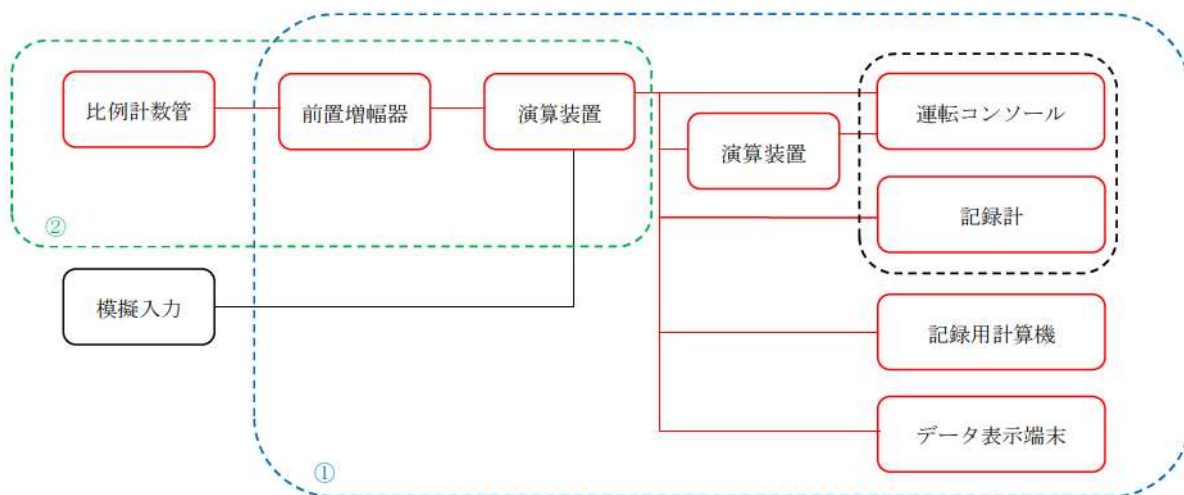 比例計数管
前置増幅器
演算装置
運転コンソール
演算装置
記録計
②
模擬入力
記録用計算機
データ表示端末
①